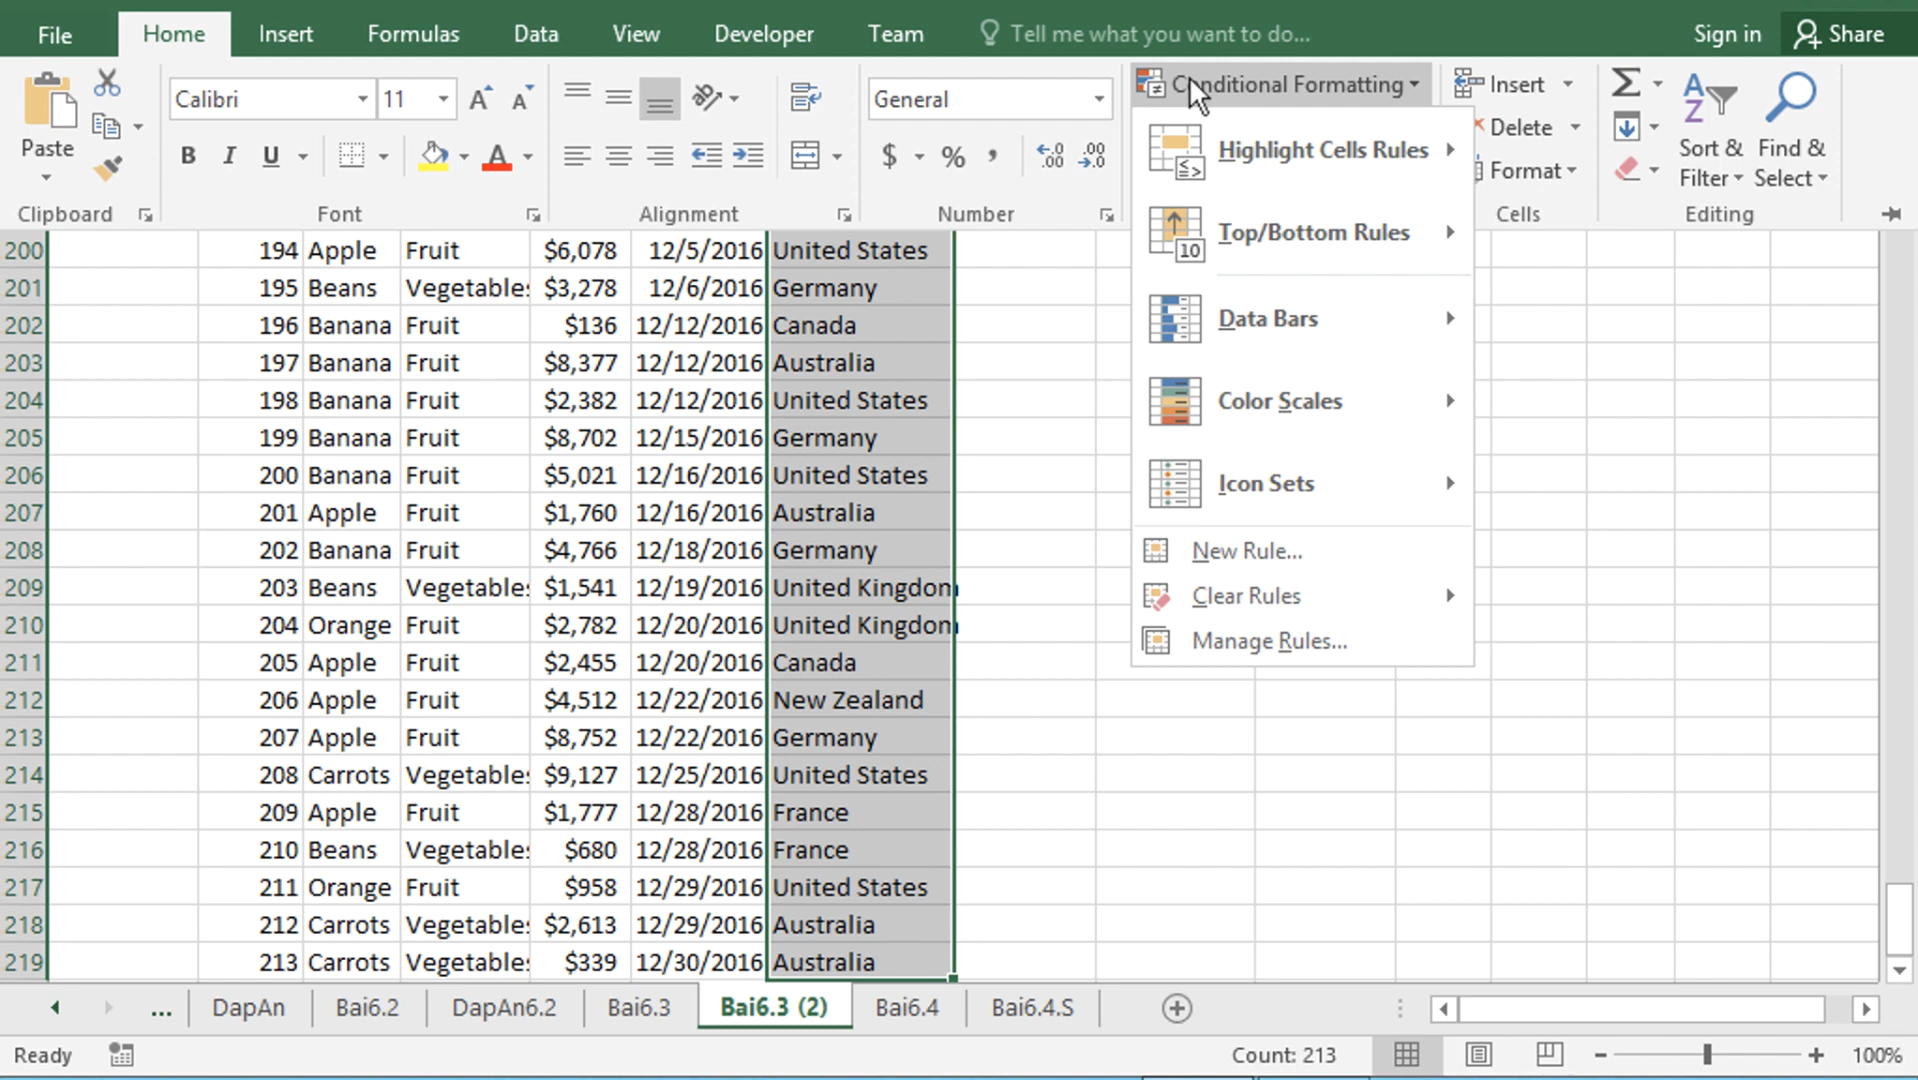 File Home Insert Formulas Data View Developer Team Tell me what you want to do... Sign in Share
Calibri 11 General Conditional Formatting Insert
Paste B I U $ % , Delete Sort & Filter Find & Select
Format
Clipboard Font Alignment Number Cells Editing
Highlight Cells Rules
Top/Bottom Rules
10
Data Bars
Color Scales
Icon Sets
New Rule...
Clear Rules
Manage Rules...
200 194 Apple Fruit $6,078 12/5/2016 United States
201 195 Beans Vegetables $3,278 12/6/2016 Germany
202 196 Banana Fruit $136 12/12/2016 Canada
203 197 Banana Fruit $8,377 12/12/2016 Australia
204 198 Banana Fruit $2,382 12/12/2016 United States
205 199 Banana Fruit $8,702 12/15/2016 Germany
206 200 Banana Fruit $5,021 12/16/2016 United States
207 201 Apple Fruit $1,760 12/16/2016 Australia
208 202 Banana Fruit $4,766 12/18/2016 Germany
209 203 Beans Vegetables $1,541 12/19/2016 United Kingdom
210 204 Orange Fruit $2,782 12/20/2016 United Kingdom
211 205 Apple Fruit $2,455 12/20/2016 Canada
212 206 Apple Fruit $4,512 12/22/2016 New Zealand
213 207 Apple Fruit $8,752 12/22/2016 Germany
214 208 Carrots Vegetables $9,127 12/25/2016 United States
215 209 Apple Fruit $1,777 12/28/2016 France
216 210 Beans Vegetables $680 12/28/2016 France
217 211 Orange Fruit $958 12/29/2016 United States
218 212 Carrots Vegetables $2,613 12/29/2016 Australia
219 213 Carrots Vegetables $339 12/30/2016 Australia
... DapAn Bai6.2 DapAn6.2 Bai6.3 Bai6.3 (2) Bai6.4 Bai6.4.S
Ready Count: 213 100%